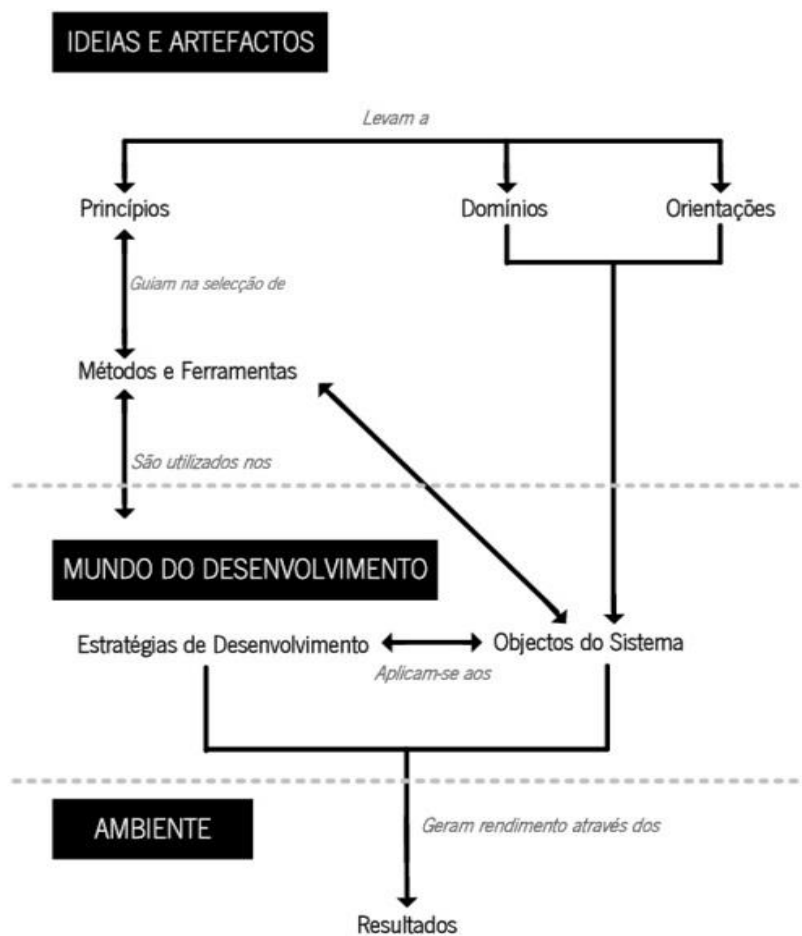 IDEIAS E ARTEFACTOS
Levam a
Princípios
Domínios
Orientações
Guiam na selecção de
Métodos e Ferramentas
São utilizados nos
MUNDO DO DESENVOLVIMENTO
Estratégias de Desenvolvimento
Objectos do Sistema
Aplicam-se aos
AMBIENTE
Geram rendimento através dos
Resultados